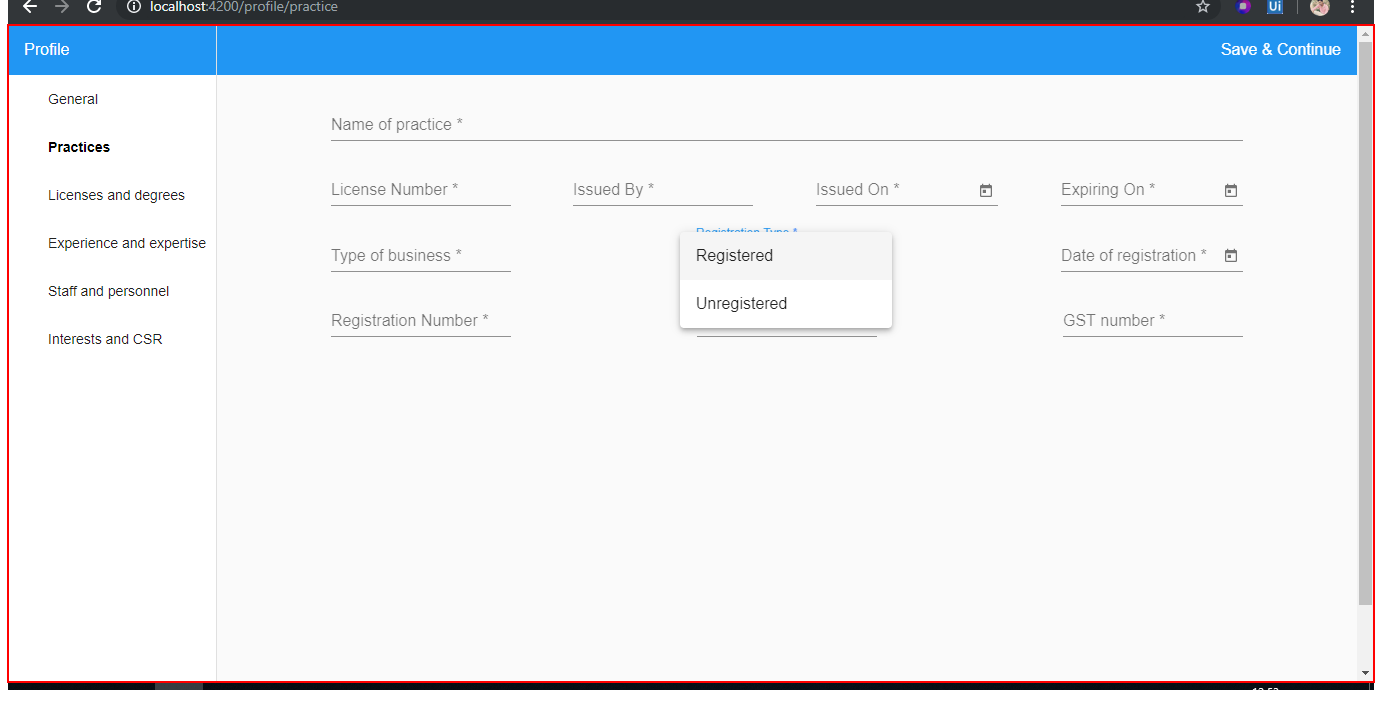 localhost:4200/profile/practice
Ui
Profile
Save & Continue
General
Practices
Licenses and degrees
Experience and expertise
Staff and personnel
Interests and CSR
Name of practice *
License Number *
Issued By *
Issued On *
Expiring On *
Type of business *
Registration Type *
Registered
Unregistered
Date of registration *
Registration Number *
GST number *